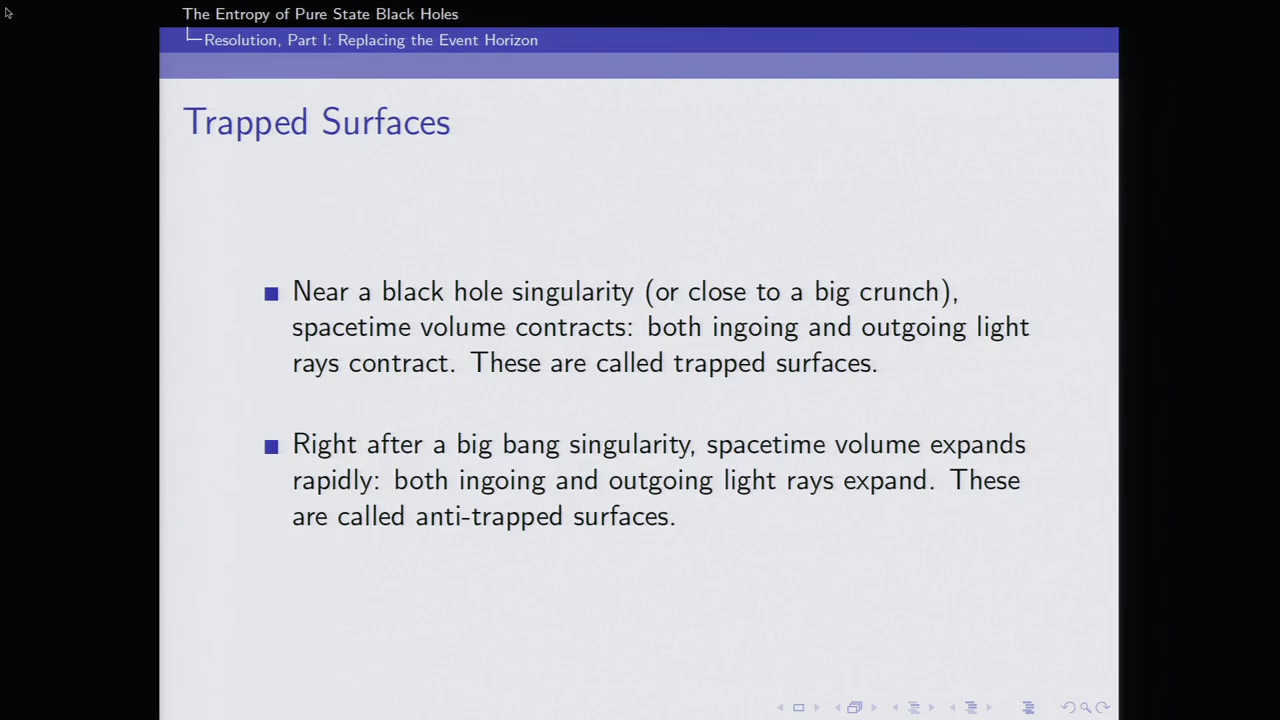 The Entropy of Pure State Black Holes
Resolution, Part I: Replacing the Event Horizon
Trapped Surfaces
Near a black hole singularity (or close to a big crunch),
spacetime volume contracts: both ingoing and outgoing light
rays contract. These are called trapped surfaces.
Right after a big bang singularity, spacetime volume expands
rapidly: both ingoing and outgoing light rays expand. These
are called anti-trapped surfaces.